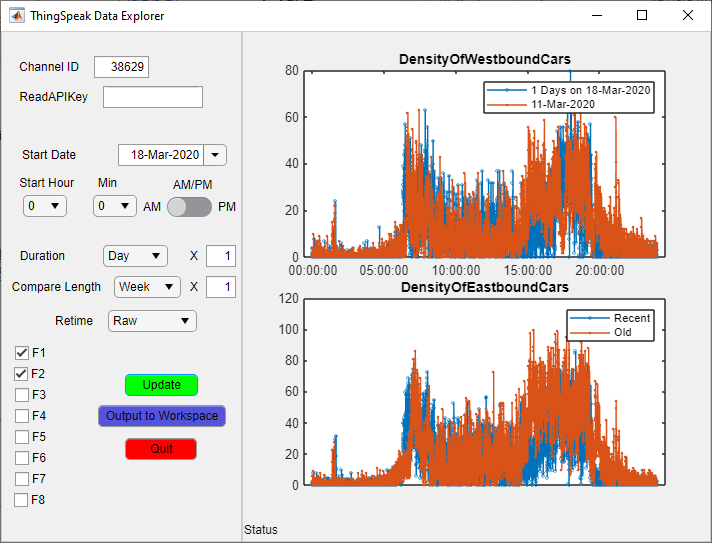 ThingSpeak Data Explorer
Channel ID 38629
ReadAPIKey
Start Date 18-Mar-2020
Start Hour Min AM/PM
0 0 AM PM
Duration Day X 1
Compare Length Week X 1
Retime Raw
F1
F2
F3
F4
F5
F6
F7
F8
Update
Output to Workspace
Quit
DensityOfWestboundCars
80
60
40
20
0
1 Days on 18-Mar-2020
11-Mar-2020
00:00:00 05:00:00 10:00:00 15:00:00 20:00:00
DensityOfEastboundCars
120
100
80
60
40
20
0
Recent
Old
Status